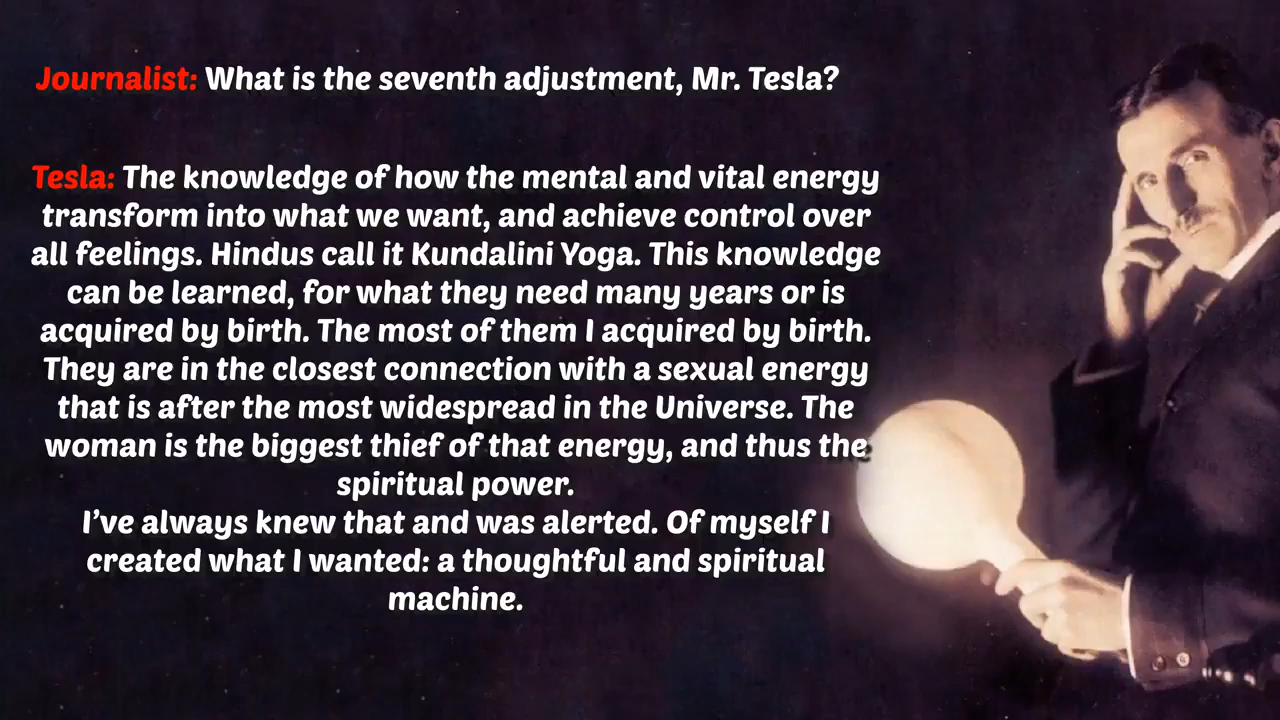 Journalist: What is the seventh adjustment, Mr. Tesla?
Tesla: The knowledge of how the mental and vital energy
transform into what we want, and achieve control over
all feelings. Hindus call it Kundalini Yoga. This knowledge
can be learned, for what they need many years or is
acquired by birth. The most of them I acquired by birth.
They are in the closest connection with a sexual energy
that is after the most widespread in the Universe. The
woman is the biggest thief of that energy, and thus the
spiritual power.
I’ve always knew that and was alerted. Of myself I
created what I wanted: a thoughtful and spiritual
machine.